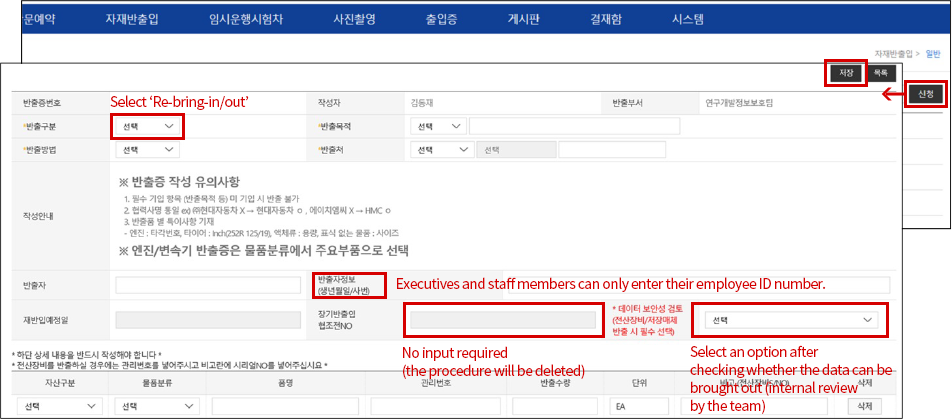 문예약 자재반출입 임시운행시험차 사진촬영 출입증 게시판 결재함 시스템
자재반출입 > 일반
저장 목록
신청
반출증번호 Select ‘Re-bring-in/out’ 작성자 김동재 반출부서 연구개발정보보호팀
*반출구분 선택 *반출목적 선택
*반출방법 선택 *반출처 선택 선택
작성안내
※ 반출증 작성 유의사항
1. 필수 기입 항목 (반출목적 등) 미 기입 시 반출 불가
2. 협력사명 통일 ex) ㈜현대자동차 X → 현대자동차 o , 에이치엠씨 X → HMC o
3. 반출품 별 특이사항 기재
- 엔진 : 타각번호, 타이어 : Inch(252R 125/19), 액체류 : 용량, 표식 없는 물품 : 사이즈
※ 엔진/변속기 반출증은 물품분류에서 주요부품으로 선택
반출자 반출자정보
(생년월일/사번)
Executives and staff members can only enter their employee ID number.
재반입예정일 장기반출입
협조전NO
* 데이터 보안성 검토
(전산장비/저장매체
반출 시 필수 선택)
선택
No input required
(the procedure will be deleted)
Select an option after
checking whether the data can be
brought out (internal review
by the team)
* 하단 상세 내용을 반드시 작성해야 합니다 *
* 전산장비를 반출하실 경우에는 관리번호를 넣어주시고 비고란에 시리얼NO를 넣어주십시요 *
자산구분 물품분류 품명 관리번호 반출수량 단위 비고 (전산장비S/NO) 삭제
선택 선택 EA 삭제